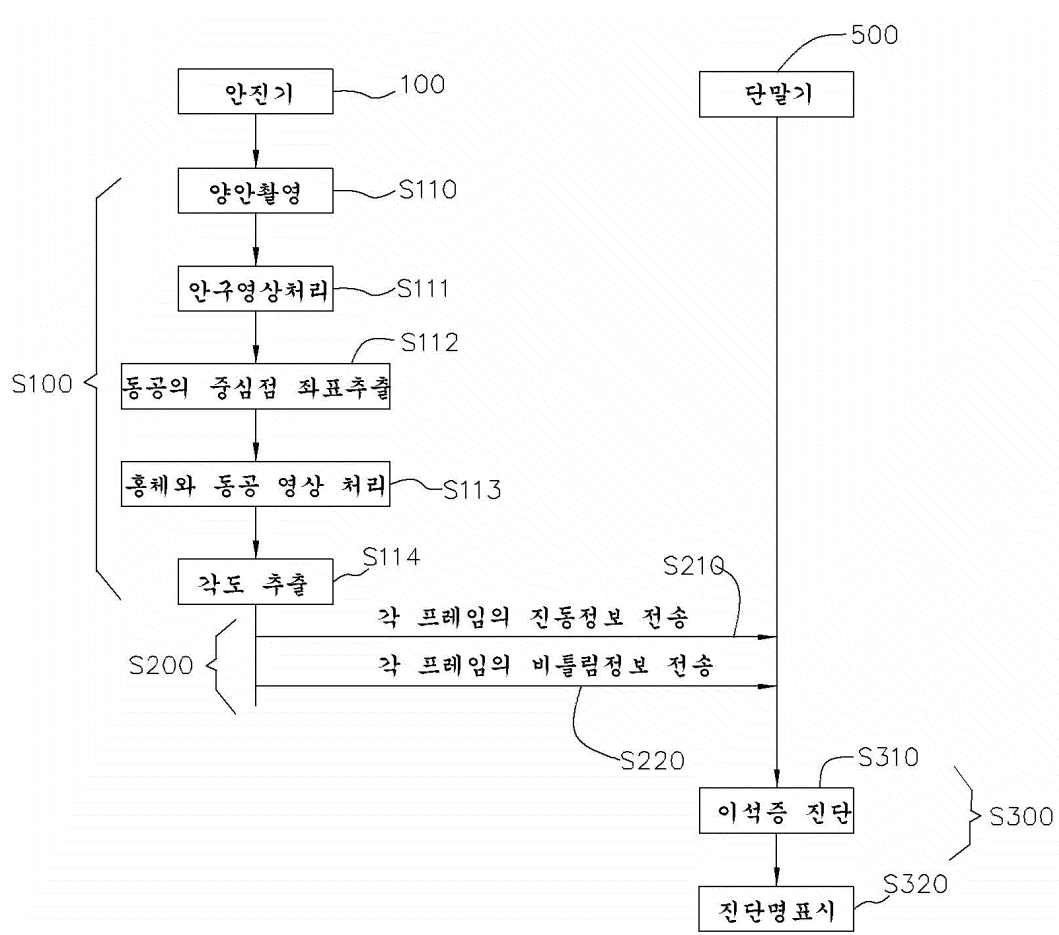 500
안진기
100
단말기
양안촬영
S110
안구영상처리
S111
S112
S100
동공의 중심점 좌표추출
홍체와 동공 영상 처리
S113
S114
각도 추출
S210
각 프레임의 진동정보 전송
S200
각 프레임의 비틀림정보 전송
S220
S310
이석증 진단
S300
S320
진단명표시